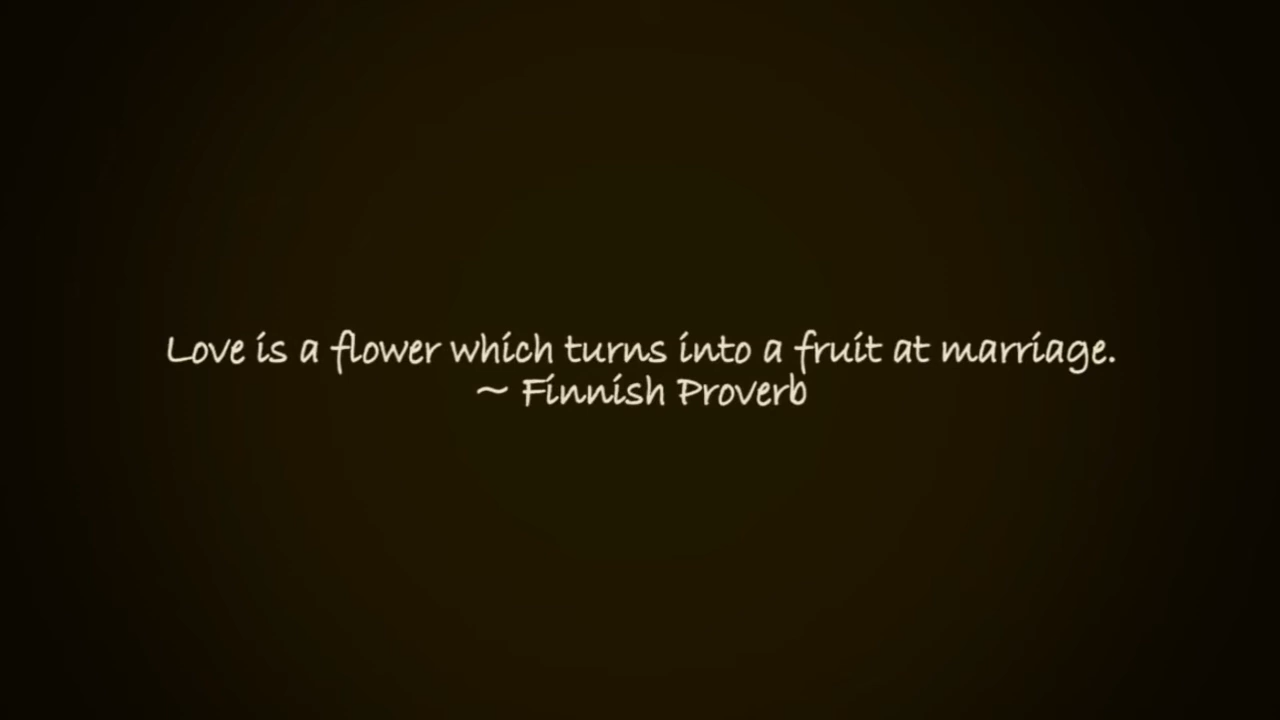 Love is a flower which turns into a fruit at marriage.
~ Finnish Proverb